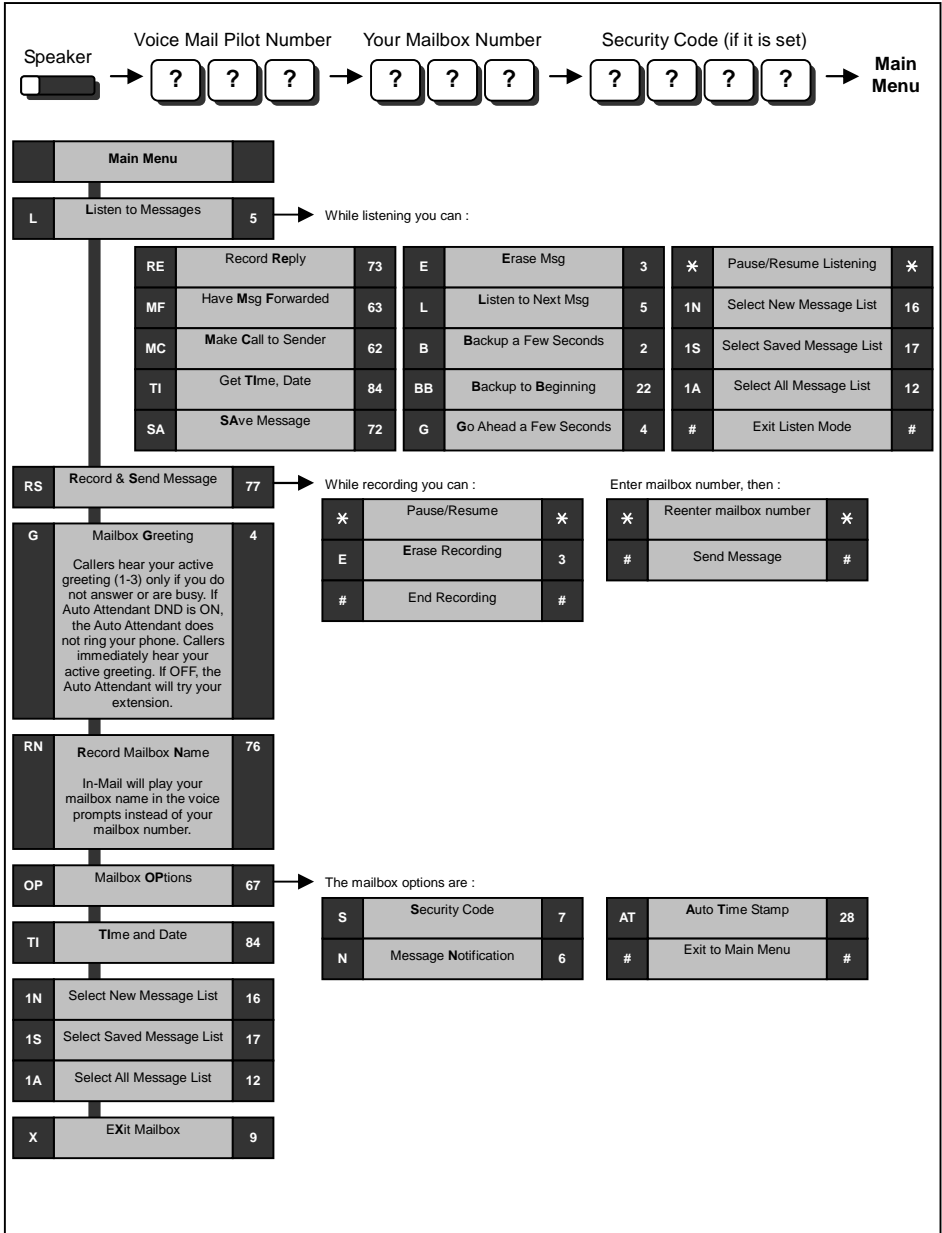 Speaker
Voice Mail Pilot Number
Your Mailbox Number
Security Code (if it is set)
? ? ?
? ? ?
? ? ? ?
Main
Menu
Main Menu
L Listen to Messages 5
While listening you can :
RE Record Reply 73
MF Have Msg Forwarded 63
MC Make Call to Sender 62
TI Get TIme, Date 84
SA SAve Message 72
E Erase Msg 3
L Listen to Next Msg 5
B Backup a Few Seconds 2
BB Backup to Beginning 22
G Go Ahead a Few Seconds 4
* Pause/Resume Listening *
1N Select New Message List 16
1S Select Saved Message List 17
1A Select All Message List 12
# Exit Listen Mode #
RS Record & Send Message 77
While recording you can :
* Pause/Resume *
E Erase Recording 3
# End Recording #
Enter mailbox number, then :
* Reenter mailbox number *
# Send Message #
G Mailbox Greeting 4
Callers hear your active
greeting (1-3) only if you do
not answer or are busy. If
Auto Attendant DND is ON,
the Auto Attendant does
not ring your phone. Callers
immediately hear your
active greeting. If OFF, the
Auto Attendant will try your
extension.
RN Record Mailbox Name 76
In-Mail will play your
mailbox name in the voice
prompts instead of your
mailbox number.
OP Mailbox OPtions 67
The mailbox options are :
S Security Code 7
N Message Notification 6
AT Auto Time Stamp 28
# Exit to Main Menu #
TI TIme and Date 84
1N Select New Message List 16
1S Select Saved Message List 17
1A Select All Message List 12
X EXit Mailbox 9